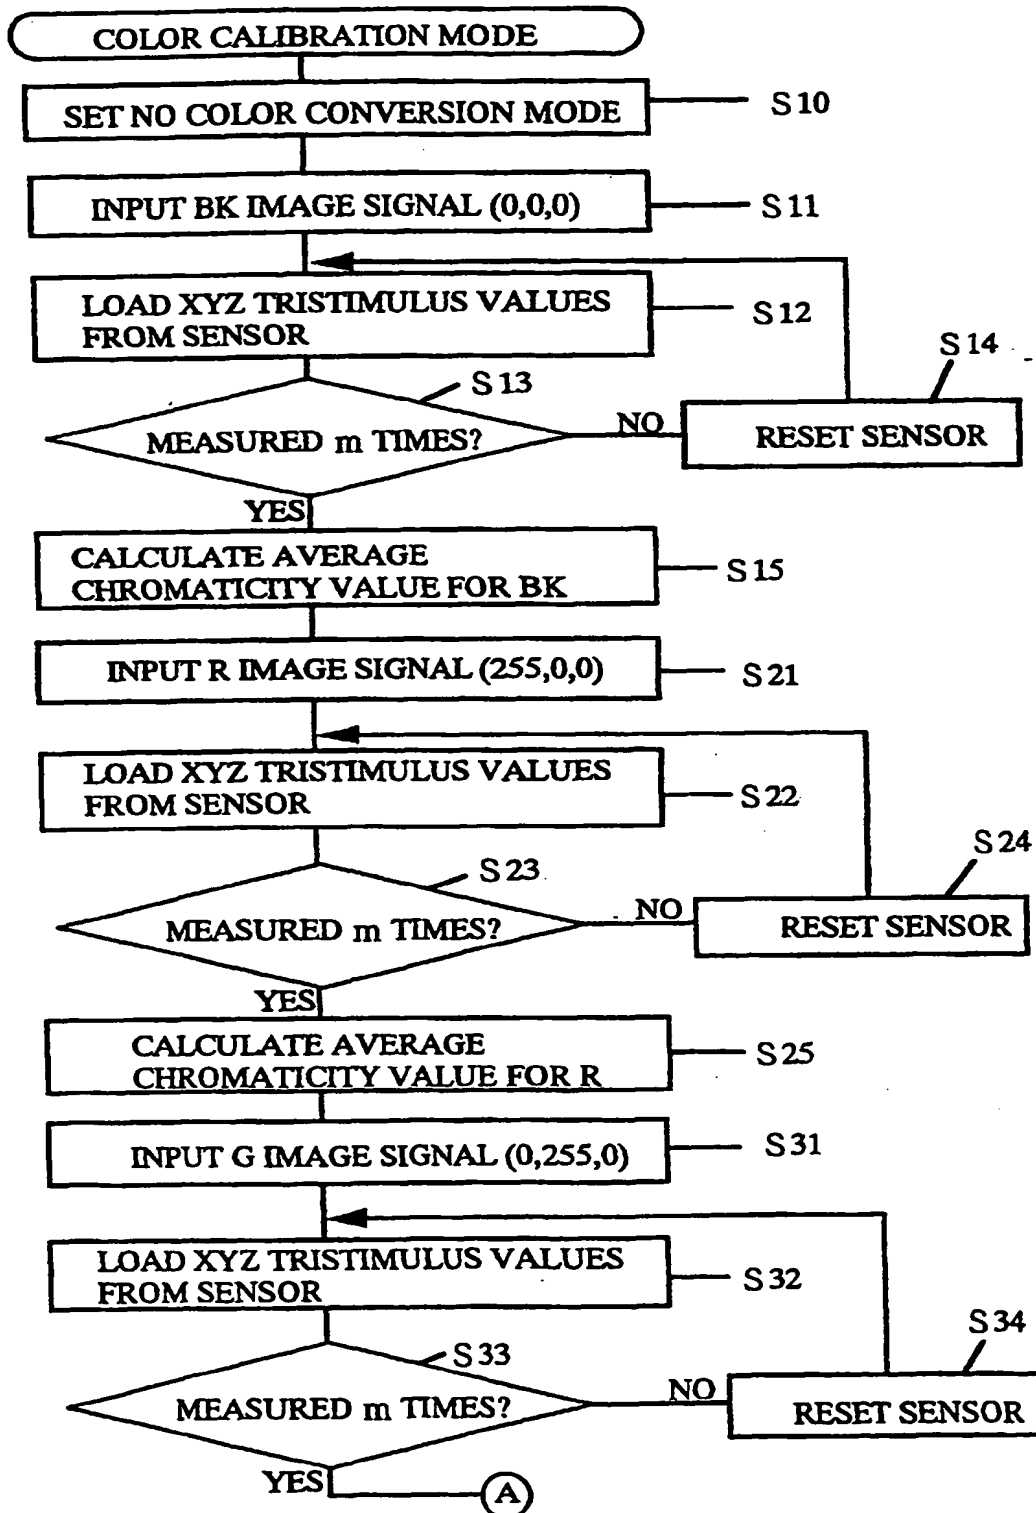 COLOR CALIBRATION MODE
SET NO COLOR CONVERSION MODE
S10
INPUT BK IMAGE SIGNAL (0,0,0)
S11
LOAD XYZ TRISTIMULUS VALUES
FROM SENSOR
S12
S13
S14
MEASURED m TIMES?
NO
RESET SENSOR
YES
CALCULATE AVERAGE
CHROMATICITY VALUE FOR BK
S15
INPUT R IMAGE SIGNAL (255,0,0)
S21
LOAD XYZ TRISTIMULUS VALUES
FROM SENSOR
S22
S23
S24
MEASURED m TIMES?
NO
RESET SENSOR
YES
CALCULATE AVERAGE
CHROMATICITY VALUE FOR R
S25
INPUT G IMAGE SIGNAL (0,255,0)
S31
LOAD XYZ TRISTIMULUS VALUES
FROM SENSOR
S32
S33
S34
MEASURED m TIMES?
NO
RESET SENSOR
YES
A